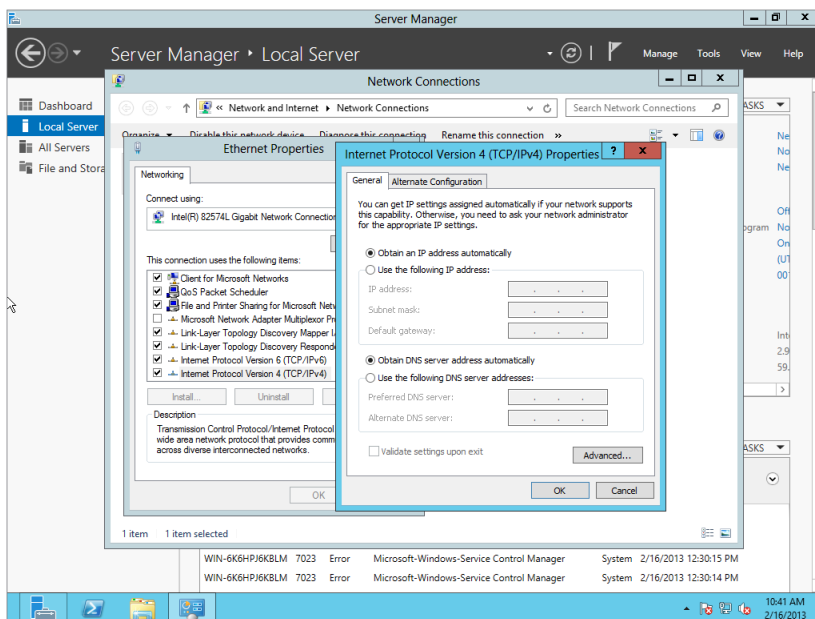 Server Manager
Server Manager ‣ Local Server
Manage Tools View Help
Network Connections
« Network and Internet ‣ Network Connections
Search Network Connections
Organize Disable this network device Diagnose this connection Rename this connection »
Dashboard
Local Server
All Servers
File and Stora
ASKS
Ne
No
Ne
Off
ogram No
On
(UT
001
Inte
2.9
59.
ASKS
Ethernet Properties
Networking
Connect using:
Intel(R) 82574L Gigabit Network Connection
This connection uses the following items:
Client for Microsoft Networks
QoS Packet Scheduler
File and Printer Sharing for Microsoft Netw
Microsoft Network Adapter Multiplexor Pr
Link-Layer Topology Discovery Mapper I
Link-Layer Topology Discovery Responde
Internet Protocol Version 6 (TCP/IPv6)
Internet Protocol Version 4 (TCP/IPv4)
Install... Uninstall
Description
Transmission Control Protocol/Internet Protocol
wide area network protocol that provides comm
across diverse interconnected networks.
OK
Internet Protocol Version 4 (TCP/IPv4) Properties ? x
General Alternate Configuration
You can get IP settings assigned automatically if your network supports
this capability. Otherwise, you need to ask your network administrator
for the appropriate IP settings.
Obtain an IP address automatically
Use the following IP address:
IP address: . . .
Subnet mask: . . .
Default gateway: . . .
Obtain DNS server address automatically
Use the following DNS server addresses:
Preferred DNS server: . . .
Alternate DNS server: . . .
Validate settings upon exit
Advanced...
OK Cancel
1 item 1 item selected
WIN-6K6HPJ6KBLM 7023 Error Microsoft-Windows-Service Control Manager System 2/16/2013 12:30:15 PM
WIN-6K6HPJ6KBLM 7023 Error Microsoft-Windows-Service Control Manager System 2/16/2013 12:30:14 PM
10:41 AM
2/16/2013